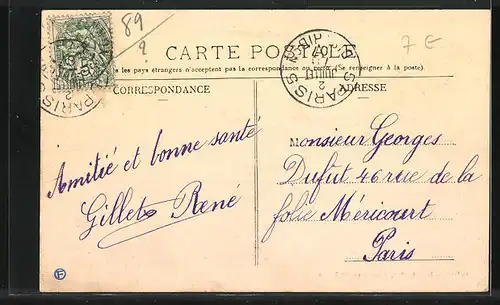 89
?
7 E
CARTE POSTALE
les pays étrangers n'acceptent pas la correspondance au recto. (Se renseigner à la poste).
CORRESPONDANCE
ADRESSE
PARIS
PARIS
Amitié et bonne santé
Gillet René
Monsieur Georges
Dufut 46 rue de la
folie Méricourt
Paris
F